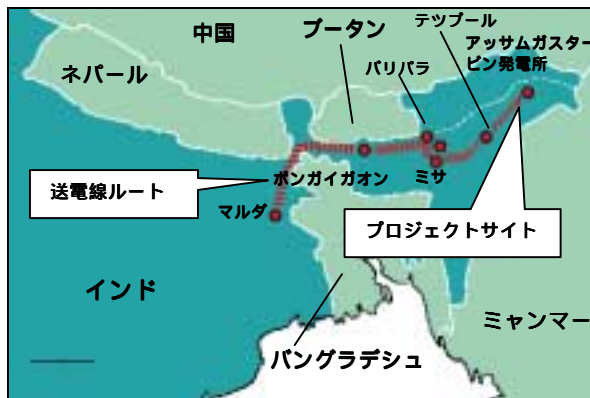 中国
ブータン
テツプール
アッサムガスター
ビン発電所
ネパール
バリパラ
送電線ルート
ボンガイガオン
ミサ
マルダ
プロジェクトサイト
インド
ミャンマー
バングラデシュ